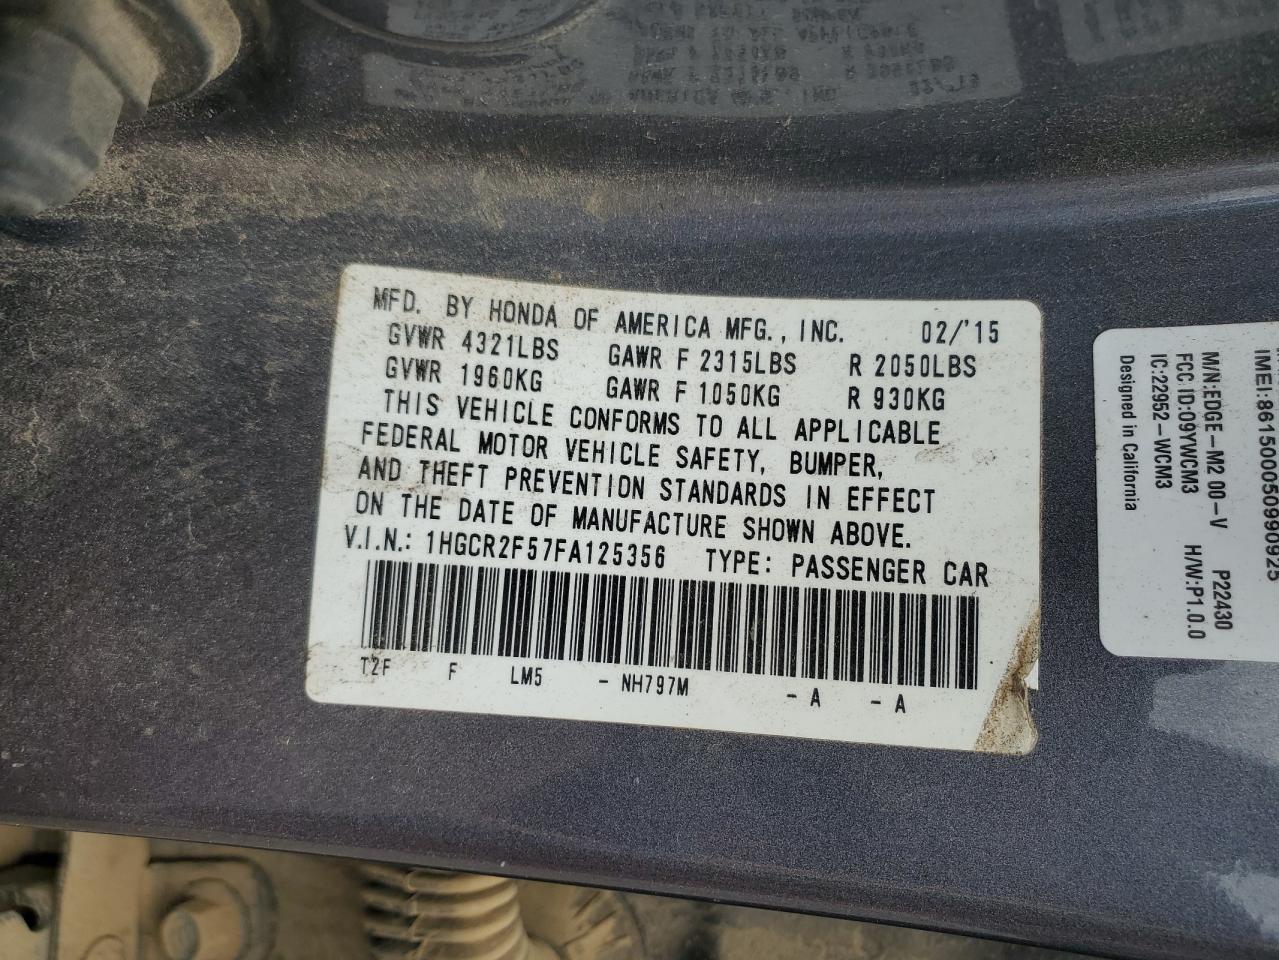 MFD. BY HONDA OF AMERICA MFG., INC. 02/'15
GVWR 4321LBS GAWR F 2315LBS R 2050LBS
GVWR 1960KG GAWR F 1050KG R 930KG
THIS VEHICLE CONFORMS TO ALL APPLICABLE
FEDERAL MOTOR VEHICLE SAFETY, BUMPER,
AND THEFT PREVENTION STANDARDS IN EFFECT
ON THE DATE OF MANUFACTURE SHOWN ABOVE.
V.I.N.: 1HGCR2F57FA125356 TYPE: PASSENGER CAR
T2F F LM5 - NH797M - A - A
IMEI:861500050990925
M/N:EDGE-M2 00-V P22430
FCC ID:O9YWCM3 H/W:P1.0.0
IC:22952-WCM3
Designed in California